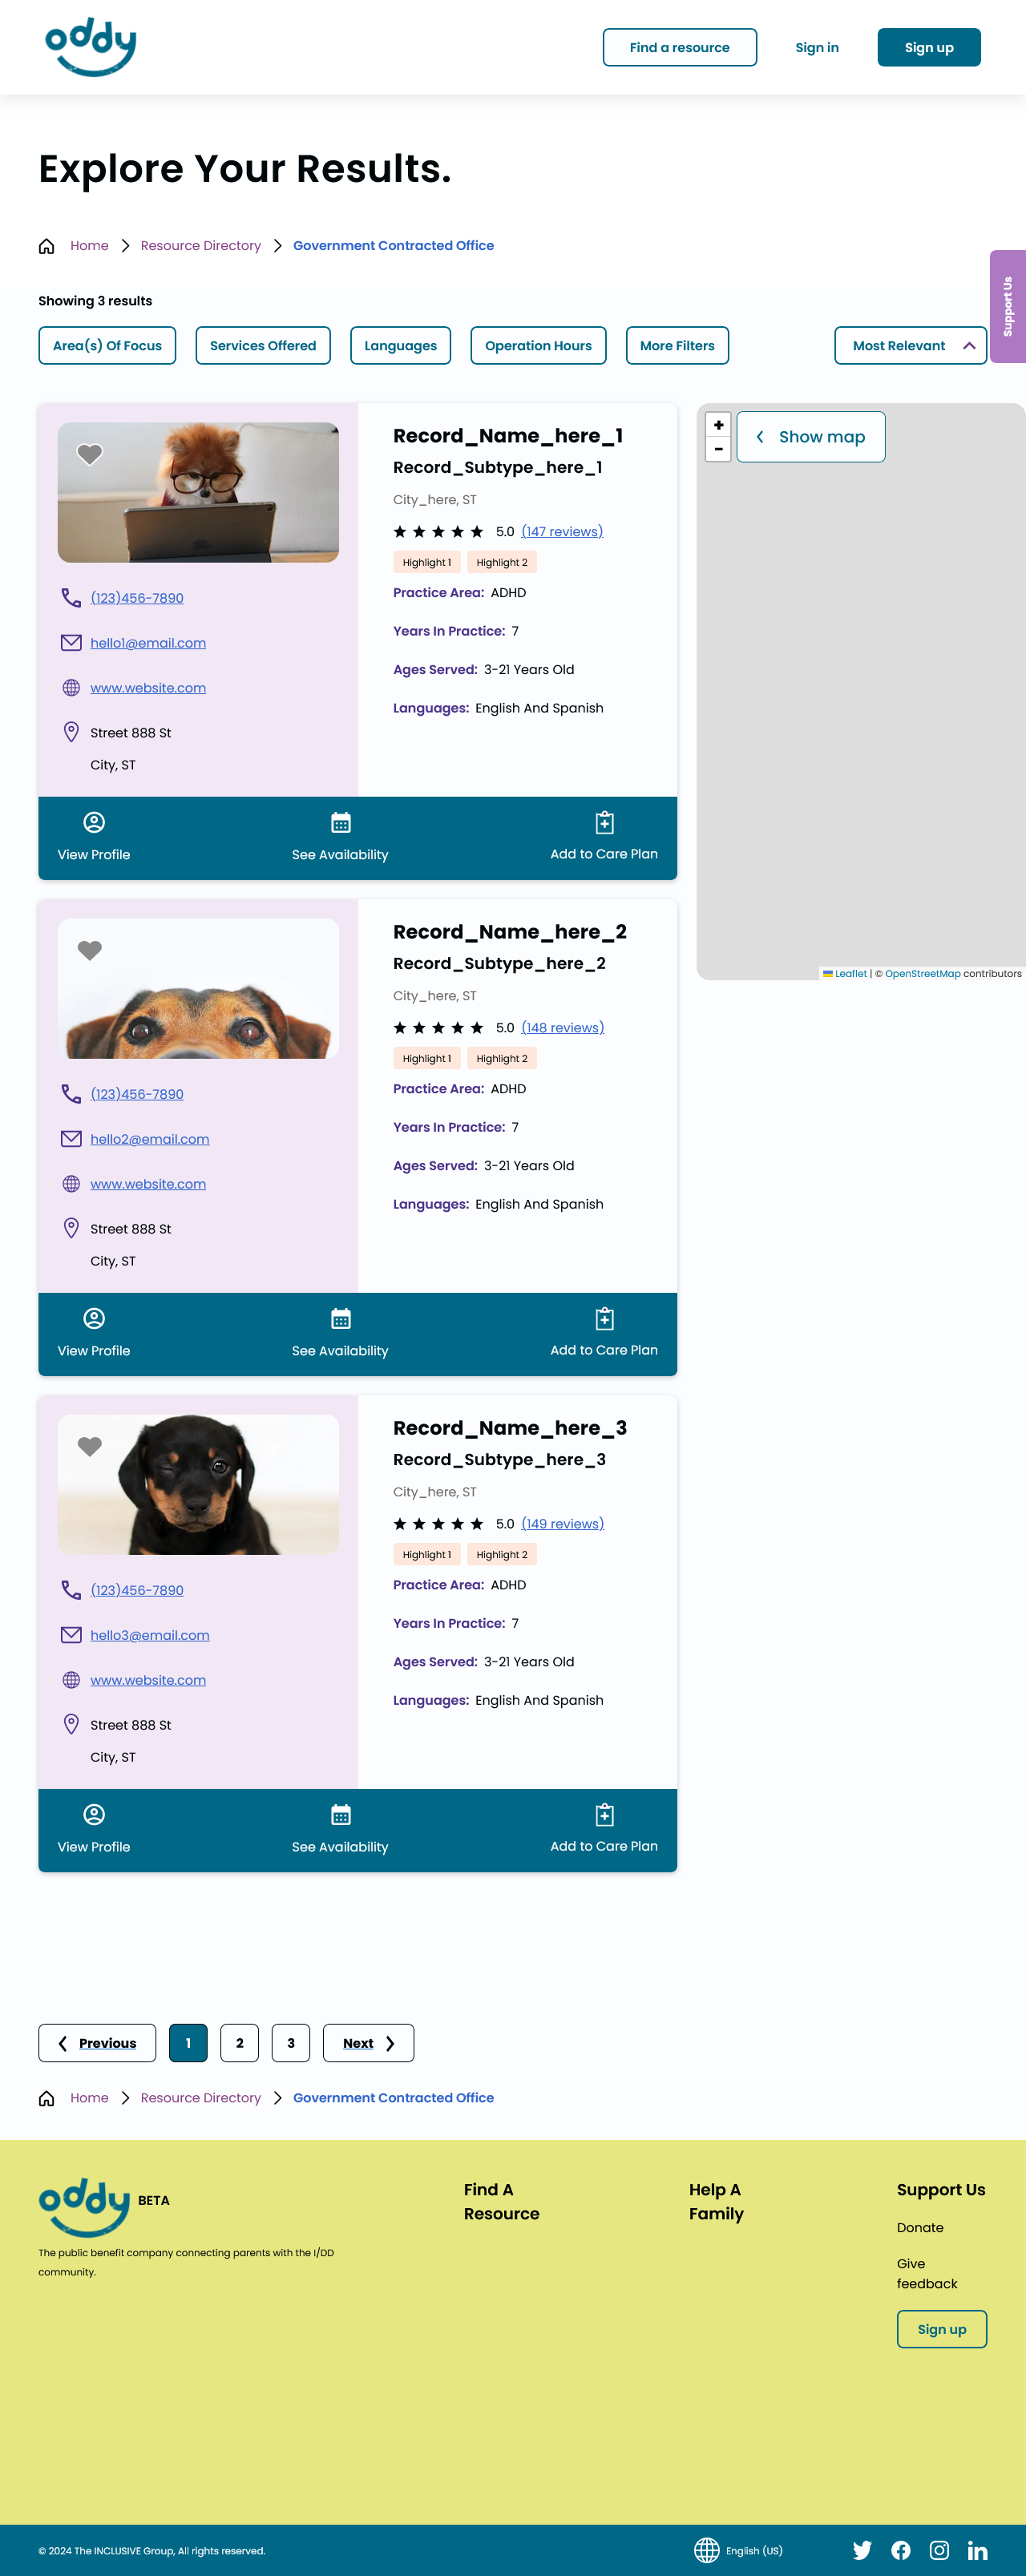 oddy
Find a resource
Sign in
Sign up
Explore Your Results.
Home
Resource Directory
Government Contracted Office
Support Us
Showing 3 results
Area(s) Of Focus
Services Offered
Languages
Operation Hours
More Filters
Most Relevant
Record_Name_here_1
Record_Subtype_here_1
City_here, ST
5.0 (147 reviews)
Highlight 1
Highlight 2
Practice Area: ADHD
Years In Practice: 7
Ages Served: 3-21 Years Old
Languages: English And Spanish
(123)456-7890
hello1@email.com
www.website.com
Street 888 St
City, ST
View Profile
See Availability
Add to Care Plan
+
-
Show map
Leaflet | © OpenStreetMap contributors
Record_Name_here_2
Record_Subtype_here_2
City_here, ST
5.0 (148 reviews)
Highlight 1
Highlight 2
Practice Area: ADHD
Years In Practice: 7
Ages Served: 3-21 Years Old
Languages: English And Spanish
(123)456-7890
hello2@email.com
www.website.com
Street 888 St
City, ST
View Profile
See Availability
Add to Care Plan
Record_Name_here_3
Record_Subtype_here_3
City_here, ST
5.0 (149 reviews)
Highlight 1
Highlight 2
Practice Area: ADHD
Years In Practice: 7
Ages Served: 3-21 Years Old
Languages: English And Spanish
(123)456-7890
hello3@email.com
www.website.com
Street 888 St
City, ST
View Profile
See Availability
Add to Care Plan
Previous
1
2
3
Next
Home
Resource Directory
Government Contracted Office
oddy
BETA
The public benefit company connecting parents with the I/DD
community.
Find A
Resource
Help A
Family
Support Us
Donate
Give
feedback
Sign up
© 2024 The INCLUSIVE Group, All rights reserved.
English (US)